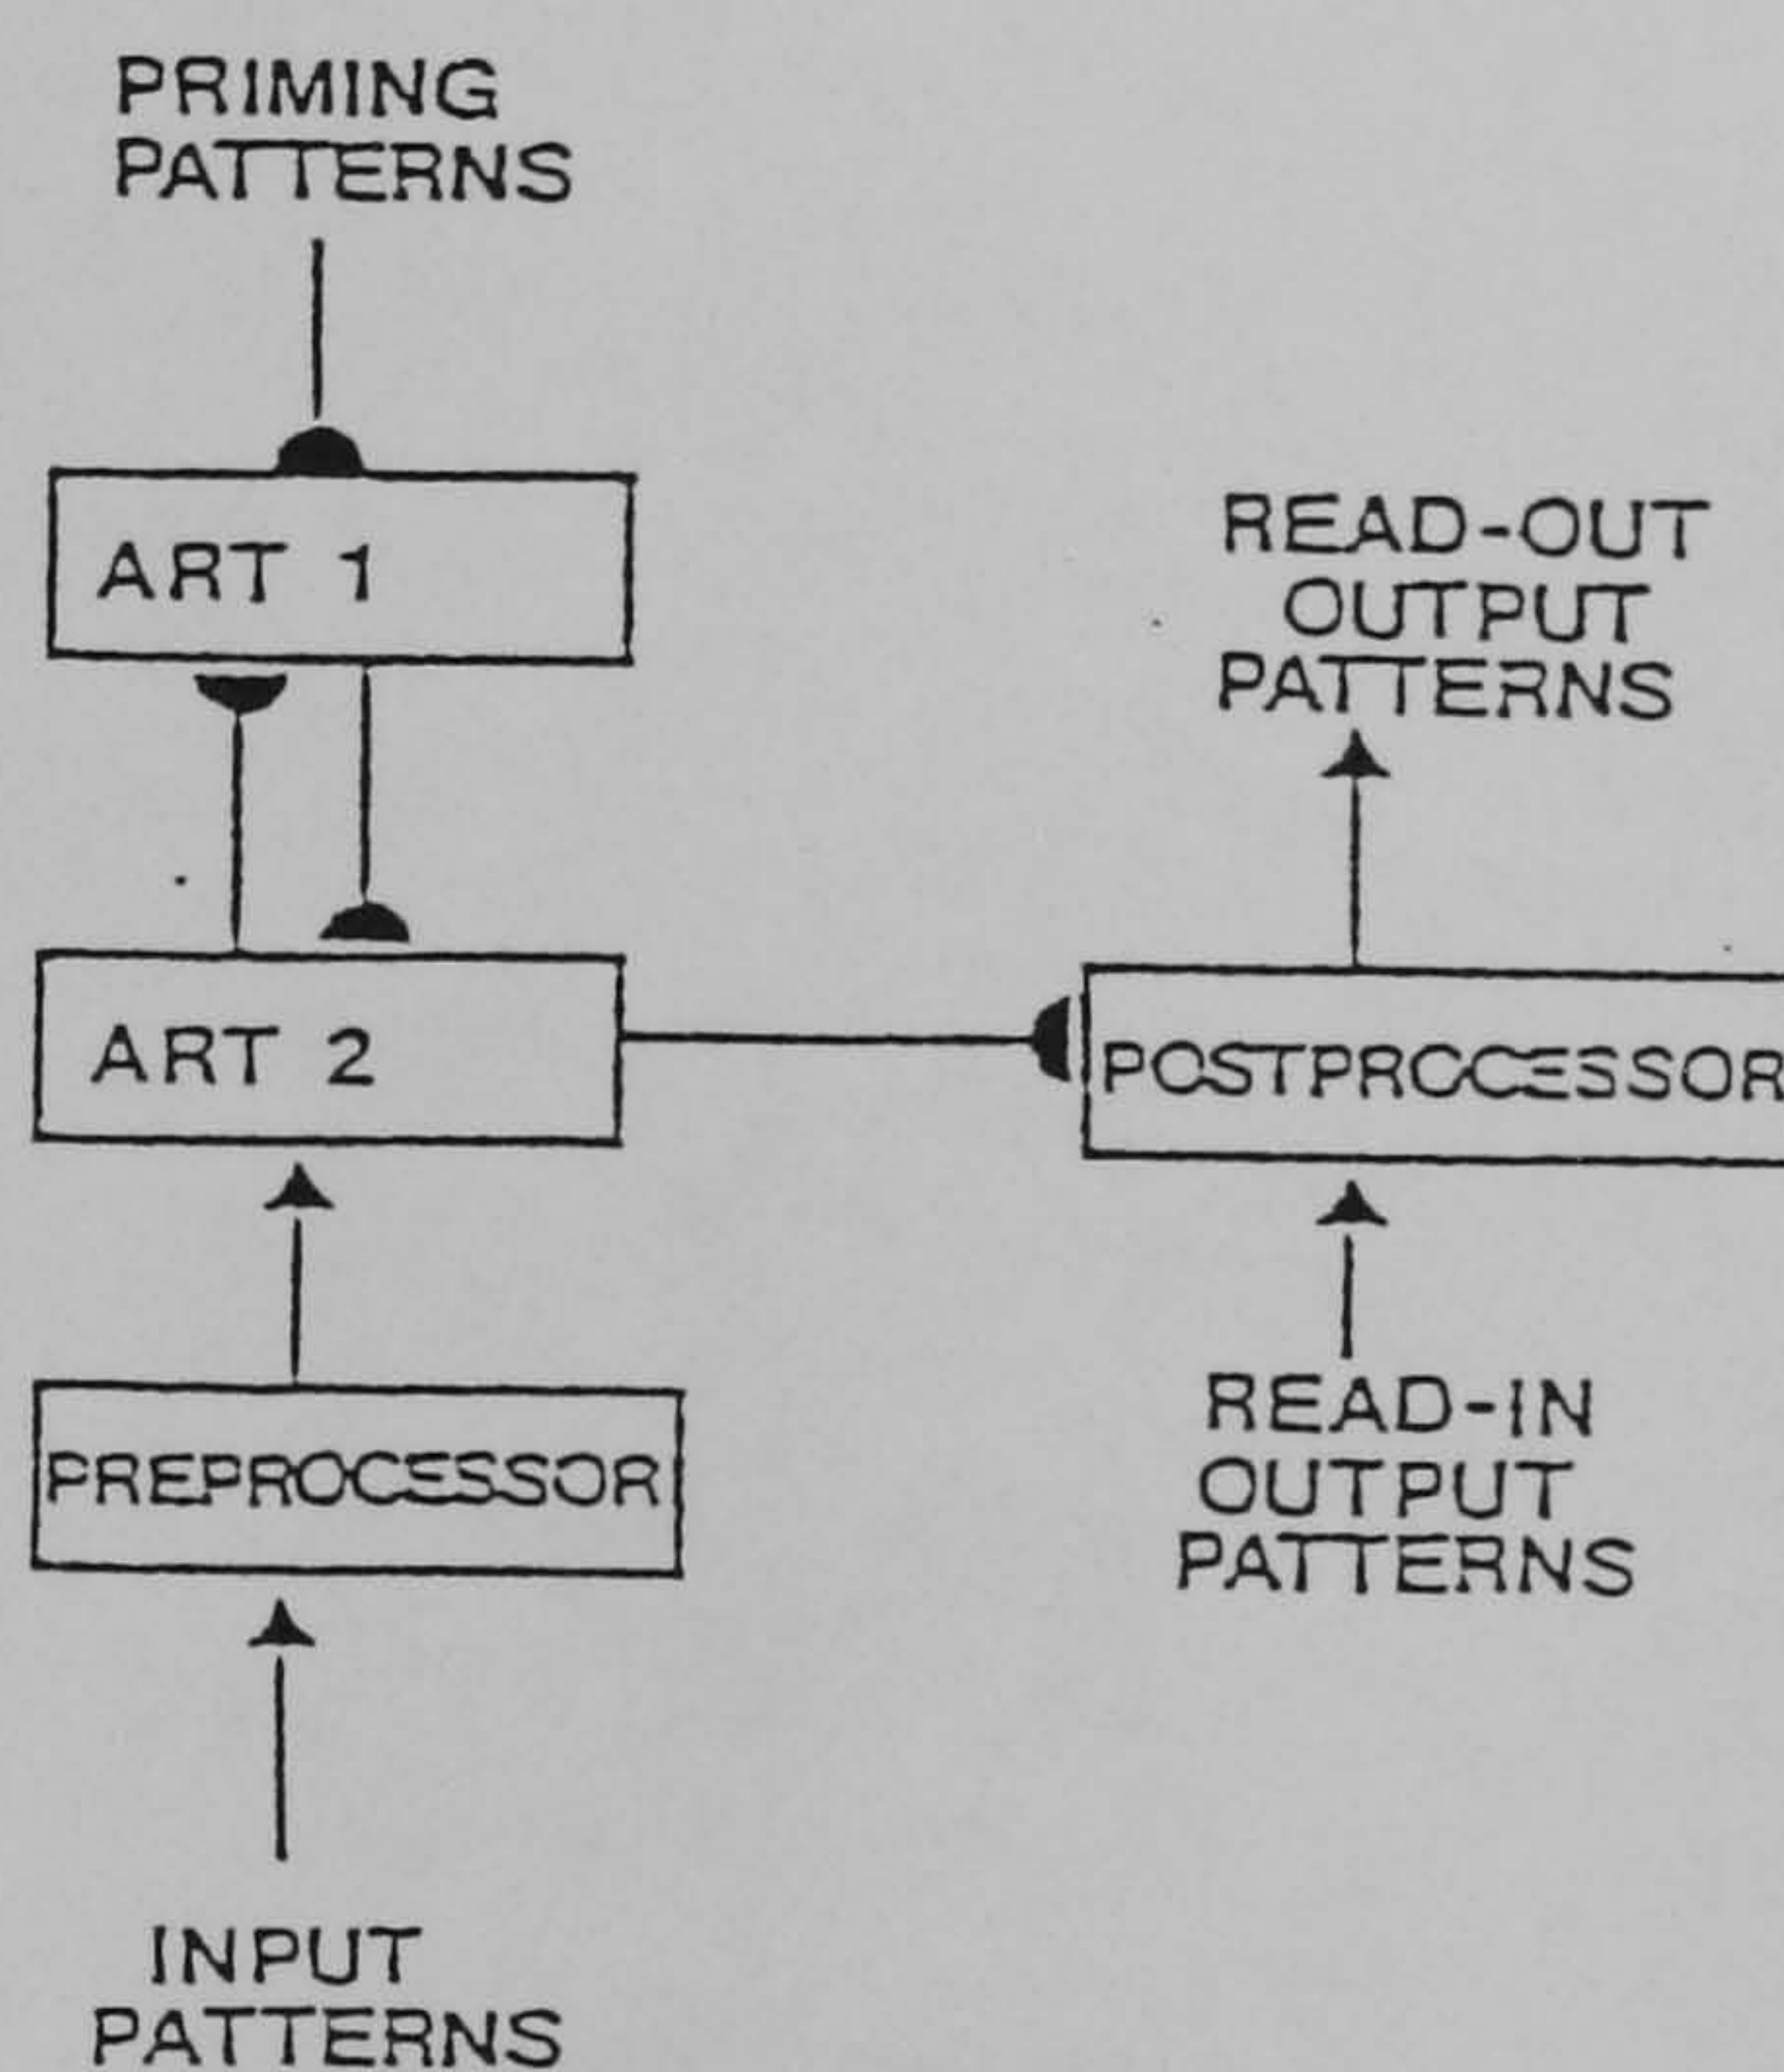 PRIMING
PATTERNS
ART 1
READ-OUT
OUTPUT
PATTERNS
ART 2
POSTPROCESSOR
PREPROCESSOR
READ-IN
OUTPUT
PATTERNS
INPUT
PATTERNS